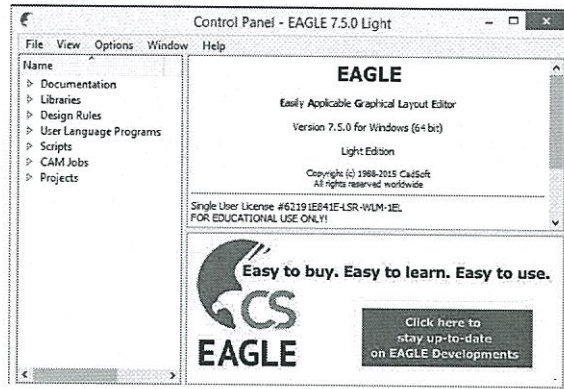 Control Panel - EAGLE 7.5.0 Light
File View Options Window Help
Name
Documentation
Libraries
Design Rules
User Language Programs
Scripts
CAM Jobs
Projects
EAGLE
Easily Applicable Graphical Layout Editor
Version 7.5.0 for Windows (64 bit)
Light Edition
Copyright (c) 1988-2015 CadSoft
All rights reserved worldwide
Single User License #62191E841E-LSR-WLM-1EL
FOR EDUCATIONAL USE ONLY!
Easy to buy. Easy to learn. Easy to use.
CS
EAGLE
Click here to
stay up-to-date
on EAGLE Developments